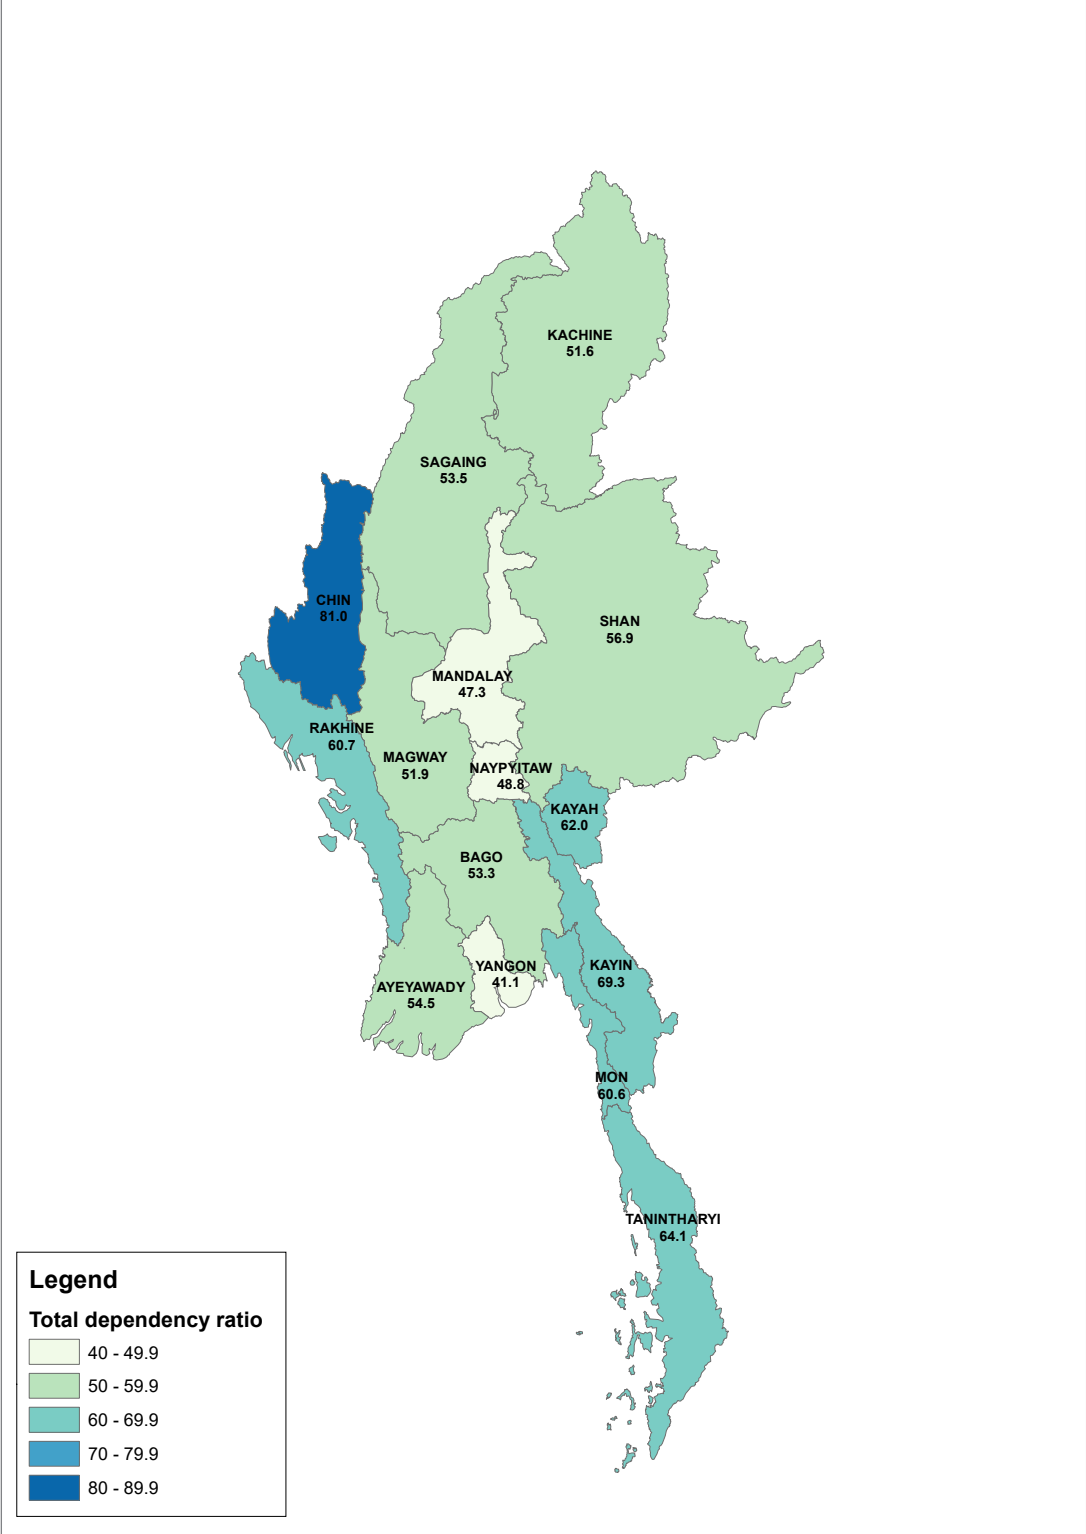 KACHINE
51.6
SAGAING
53.5
CHIN
81.0
SHAN
56.9
MANDALAY
47.3
RAKHINE
60.7
MAGWAY
51.9
NAYPYITAW
48.8
KAYAH
62.0
BAGO
53.3
YANGON
41.1
KAYIN
69.3
AYEYAWADY
54.5
MON
60.6
TANINTHARYI
64.1
Legend
Total dependency ratio
40 - 49.9
50 - 59.9
60 - 69.9
70 - 79.9
80 - 89.9